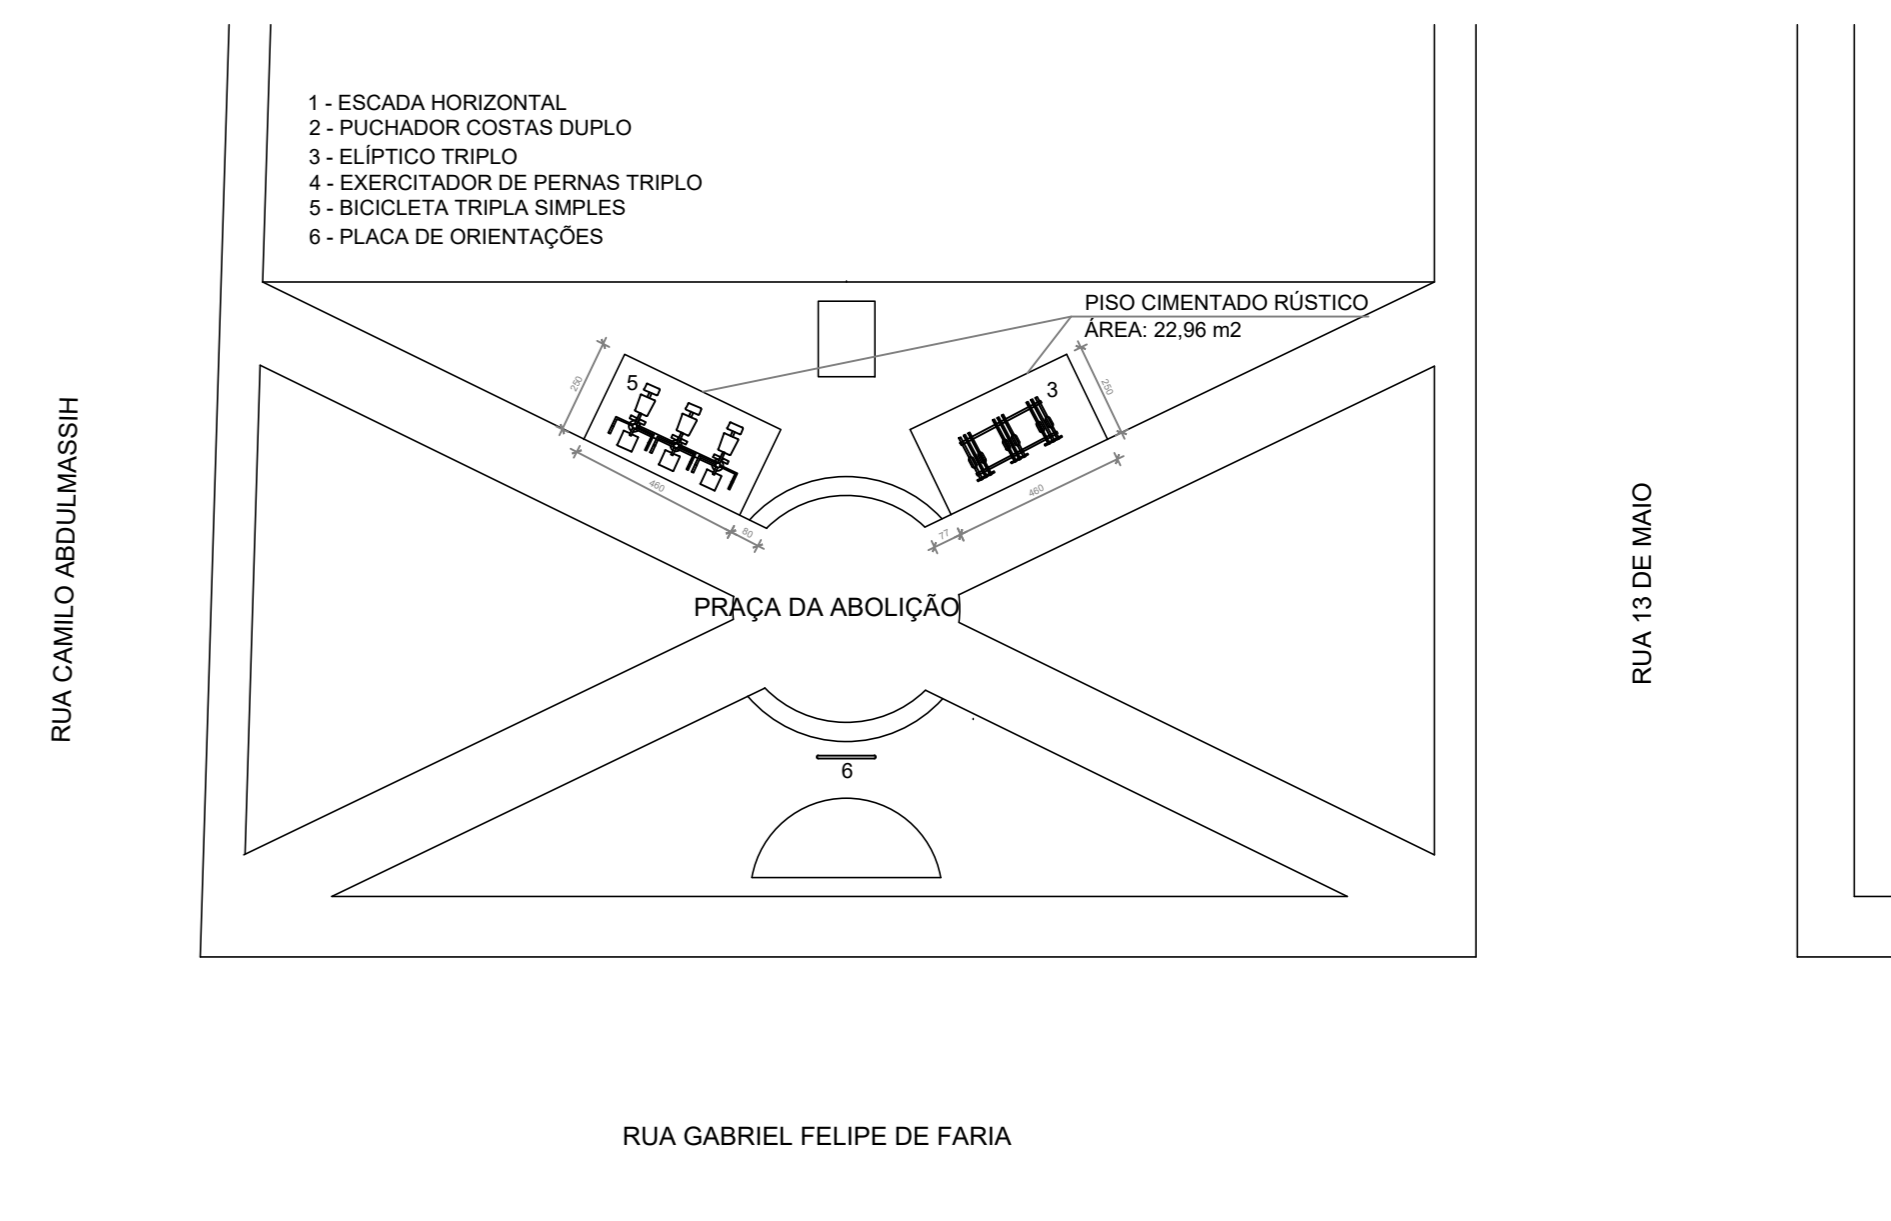 1 - ESCADA HORIZONTAL
2 - PUCHADOR COSTAS DUPLO
3 - ELÍPTICO TRIPLO
4 - EXERCITADOR DE PERNAS TRIPLO
5 - BICICLETA TRIPLA SIMPLES
6 - PLACA DE ORIENTAÇÕES
PISO CIMENTADO RÚSTICO
ÁREA: 22,96 m2
250
5
3
250
460
80
460
77
PRAÇA DA ABOLIÇÃO
6
RUA CAMILO ABDULMASSIH
RUA 13 DE MAIO
RUA GABRIEL FELIPE DE FARIA